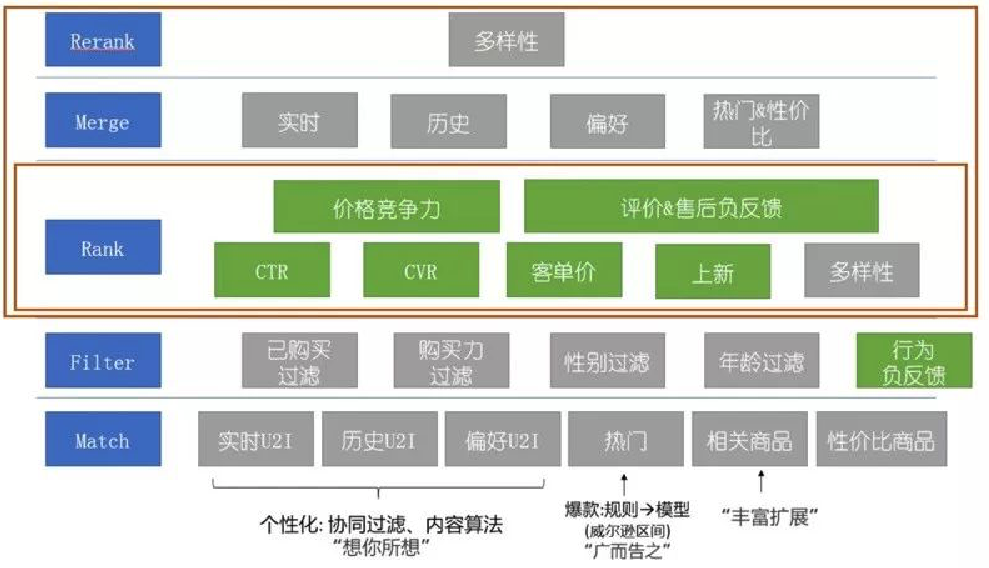 Rerank
多样性
Merge
实时
历史
偏好
热门&性价
比
Rank
价格竞争力
评价&售后负反馈
CTR
CVR
客单价
上新
多样性
Filter
已购买
过滤
购买力
过滤
性别过滤
年龄过滤
行为
负反馈
Match
实时U2I
历史U2I
偏好U2I
热门
相关商品
性价比商品
个性化: 协同过滤、内容算法
“想你所想”
爆款:规则→模型
(威尔逊区间)
“广而告之”
“丰富扩展”